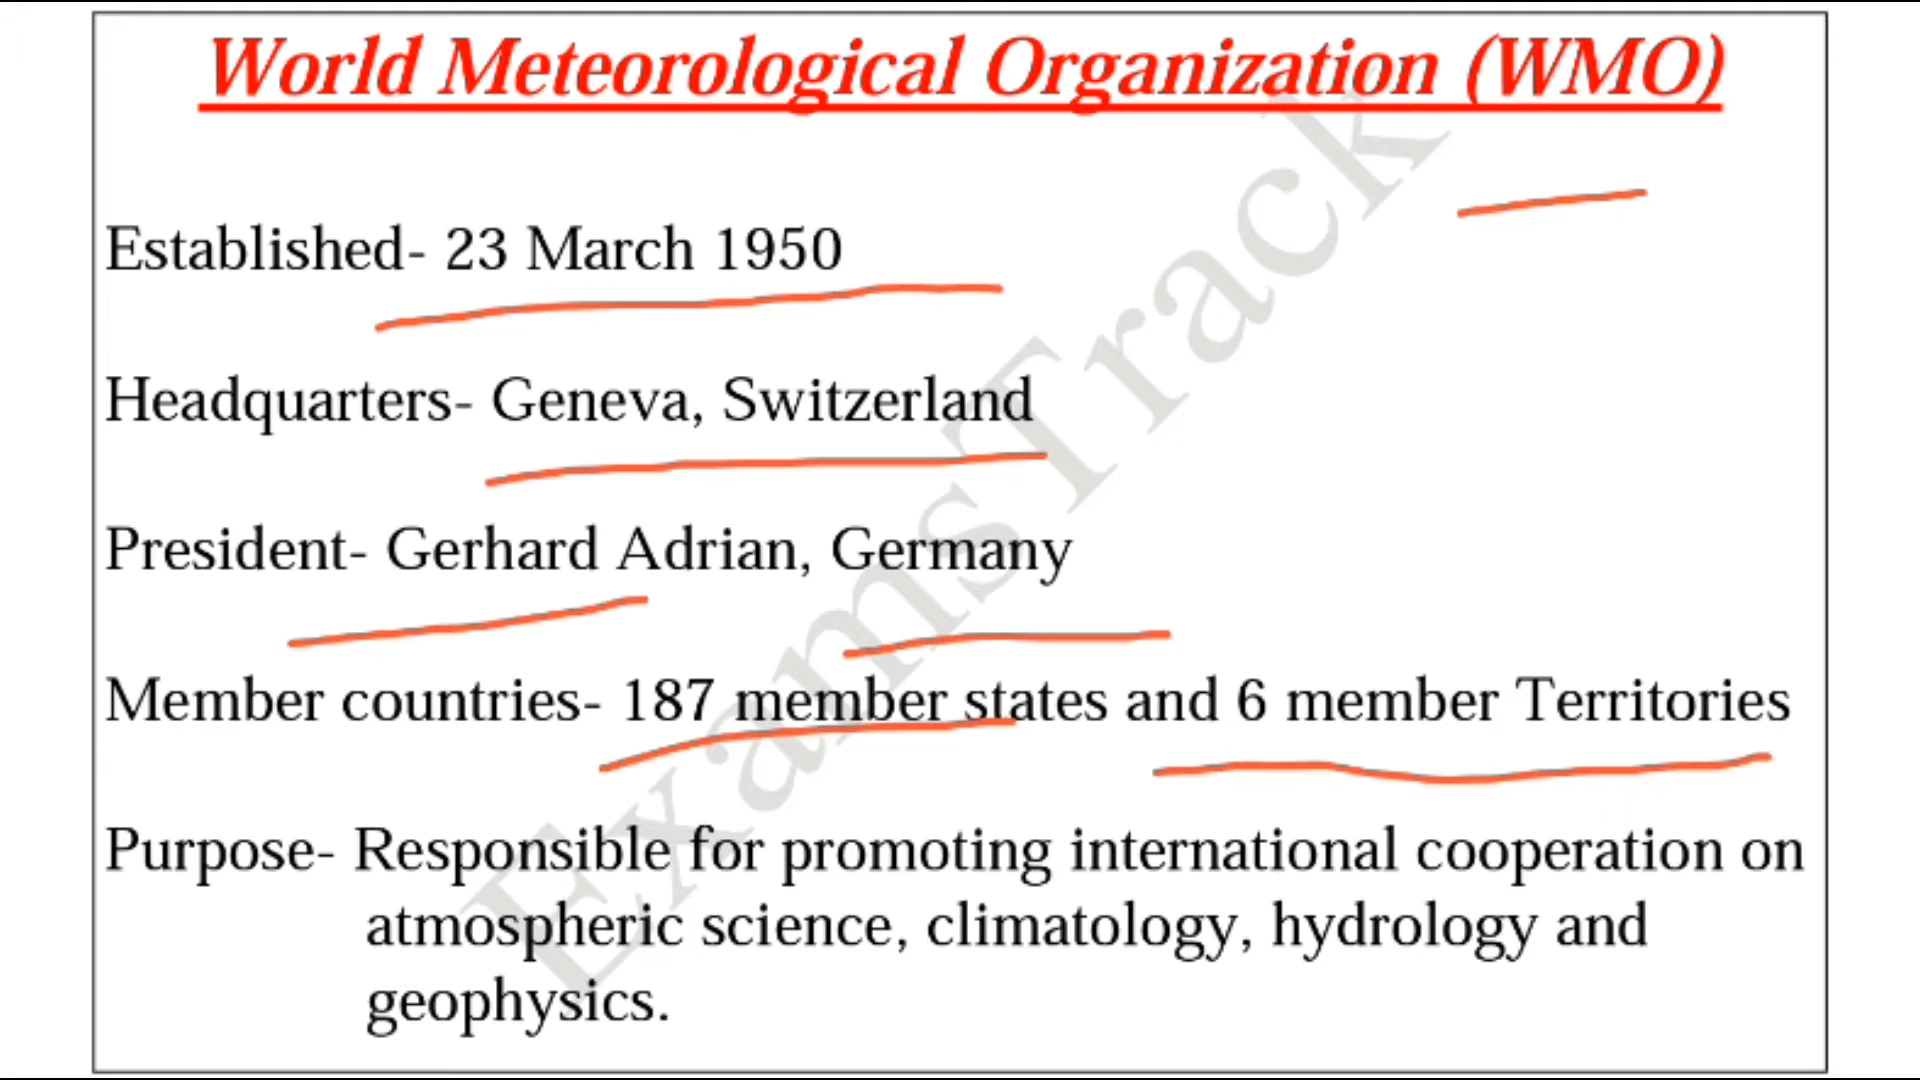 World Meteorological Organization (WMO)
Established- 23 March 1950
Headquarters- Geneva, Switzerland
President- Gerhard Adrian, Germany
Member countries- 187 member states and 6 member Territories
Purpose- Responsible for promoting international cooperation on
atmospheric science, climatology, hydrology and
geophysics.
ExamsTrack